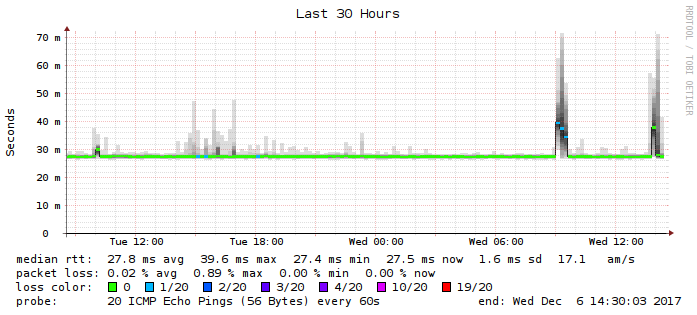 Last 30 Hours
RRDTOOL / TOBI OETIKER
Seconds
70 m
60 m
50 m
40 m
30 m
20 m
10 m
0
Tue 12:00 Tue 18:00 Wed 00:00 Wed 06:00 Wed 12:00
median rtt: 27.8 ms avg 39.6 ms max 27.4 ms min 27.5 ms now 1.6 ms sd 17.1 am/s
packet loss: 0.02 % avg 0.89 % max 0.00 % min 0.00 % now
loss color: 0 1/20 2/20 3/20 4/20 10/20 19/20
probe: 20 ICMP Echo Pings (56 Bytes) every 60s end: Wed Dec 6 14:30:03 2017